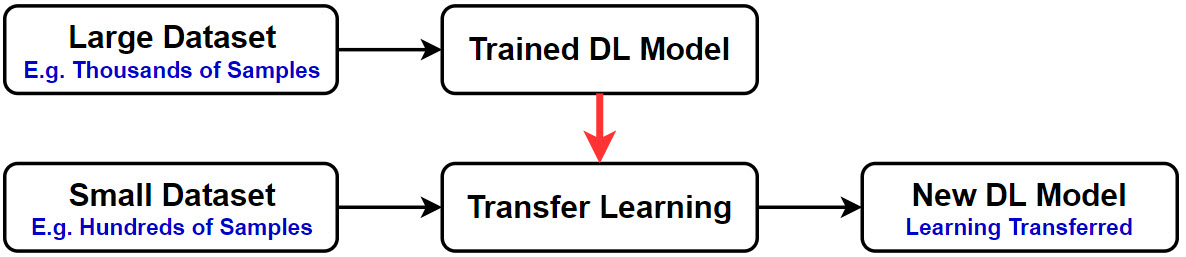 Large Dataset
E.g. Thousands of Samples
Trained DL Model
Small Dataset
E.g. Hundreds of Samples
Transfer Learning
New DL Model
Learning Transferred